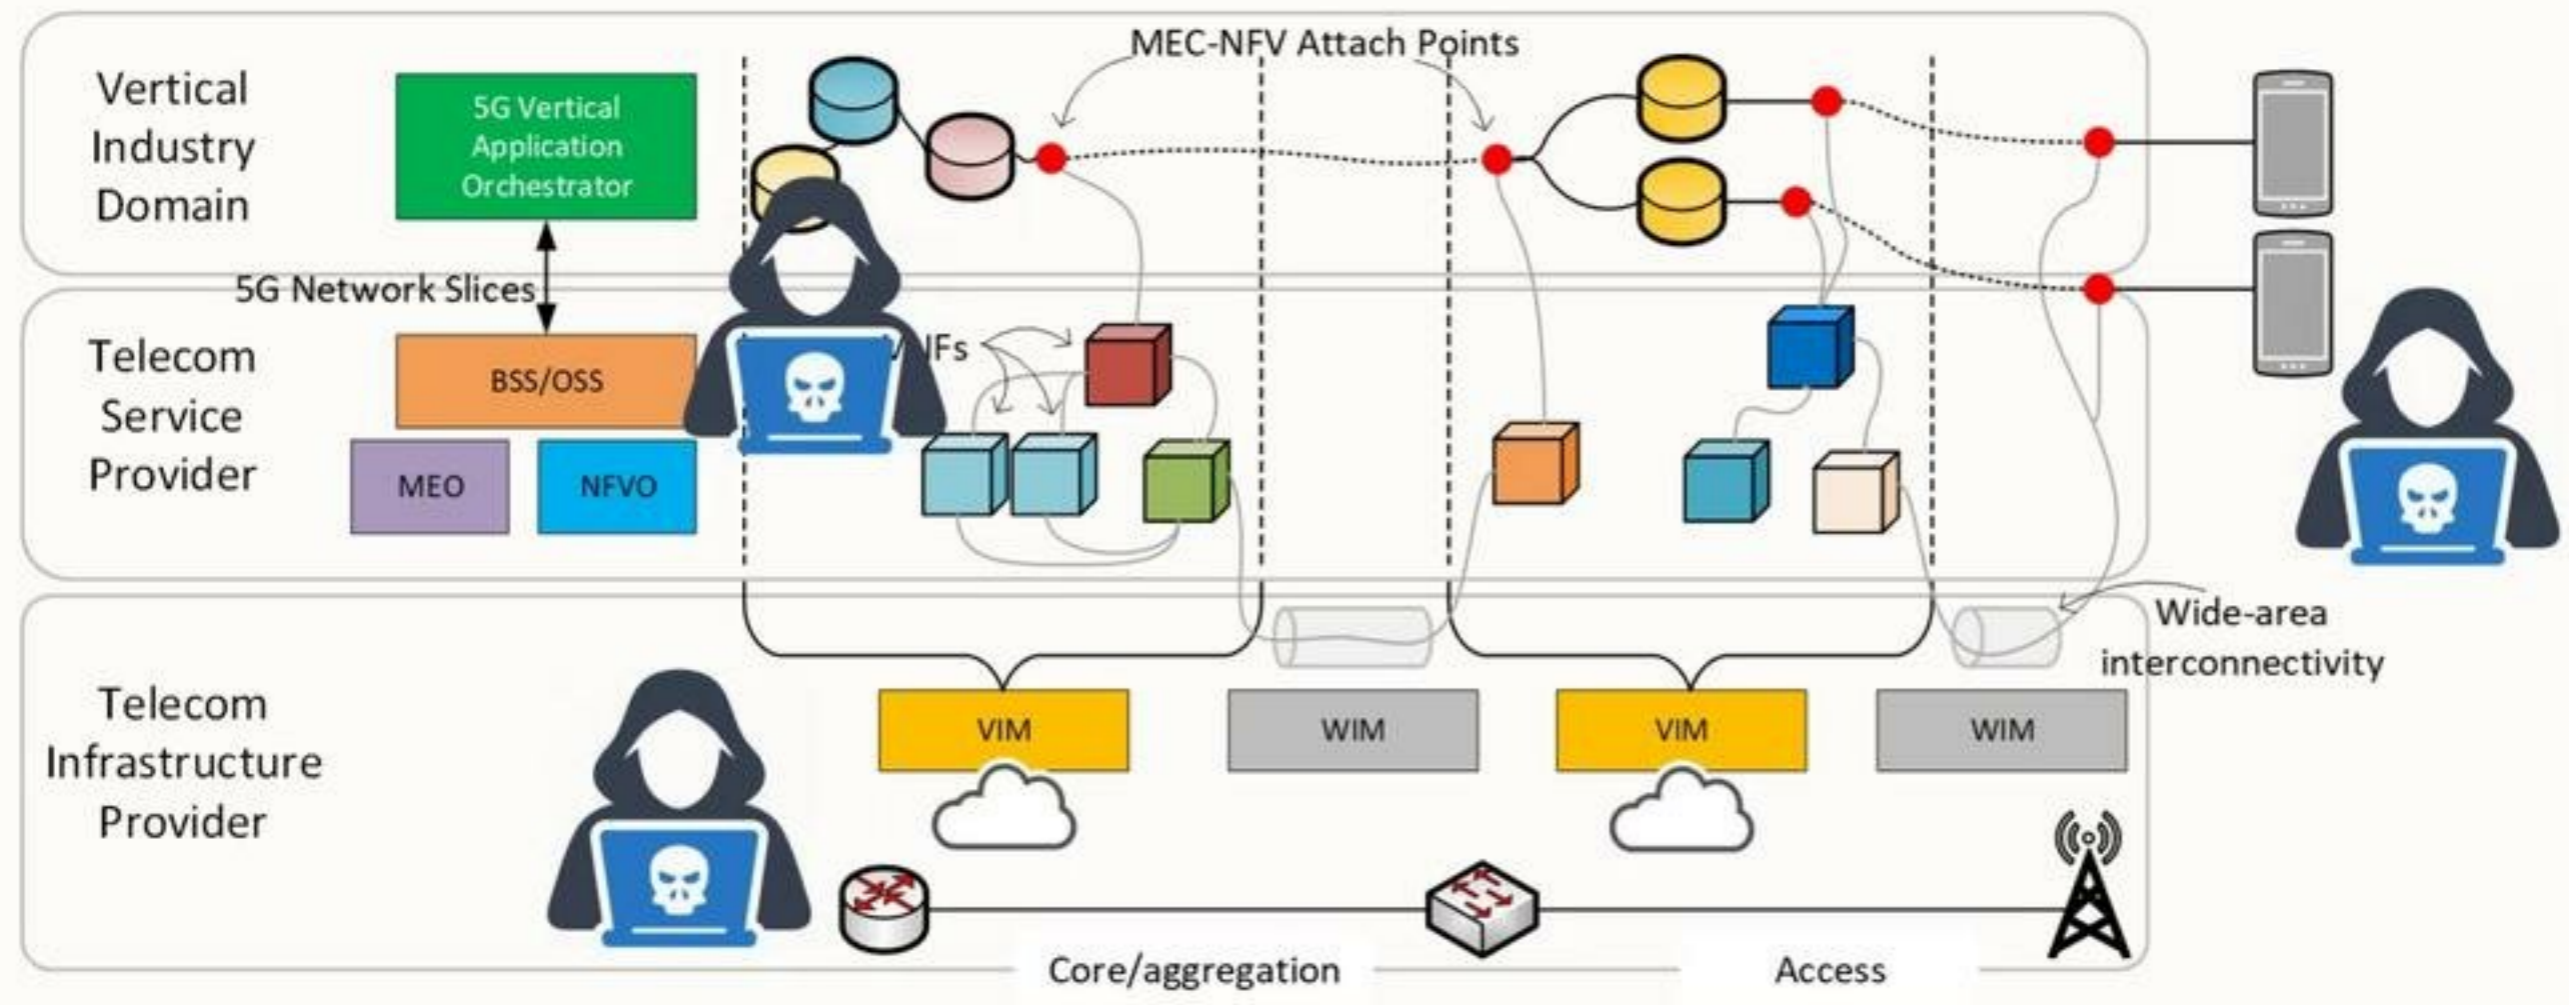 MEC-NFV Attach Points
Vertical
Industry
Domain
5G Vertical
Application
Orchestrator
5G Network Slices
Telecom
Service
Provider
BSS/OSS
MEO
NFVO
Wide-area
interconnectivity
Telecom
Infrastructure
Provider
VIM
WIM
VIM
WIM
Core/aggregation
Access